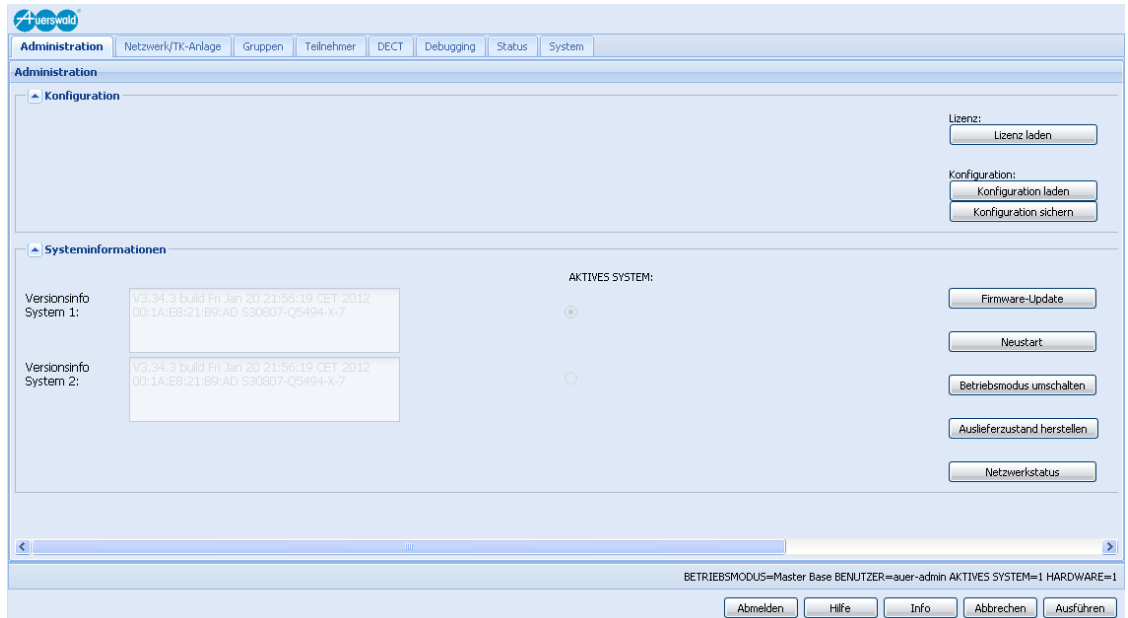 Auerswald
Administration Netzwerk/TK-Anlage Gruppen Teilnehmer DECT Debugging Status System
Administration
Konfiguration
Lizenz:
Lizenz laden
Konfiguration:
Konfiguration laden
Konfiguration sichern
Systeminformationen
AKTIVES SYSTEM:
Versionsinfo
System 1:
V3.34.3 build Fri Jan 20 21:56:19 CET 2012
00:1A:E8:21:B9:AD S30807-Q5494-X-7
Firmware-Update
Neustart
Versionsinfo
System 2:
V3.34.3 build Fri Jan 20 21:56:19 CET 2012
00:1A:E8:21:B9:AD S30807-Q5494-X-7
Betriebsmodus umschalten
Auslieferzustand herstellen
Netzwerkstatus
BETRIEBSMODUS=Master Base BENUTZER=auer-admin AKTIVES SYSTEM=1 HARDWARE=1
Abmelden Hilfe Info Abbrechen Ausführen